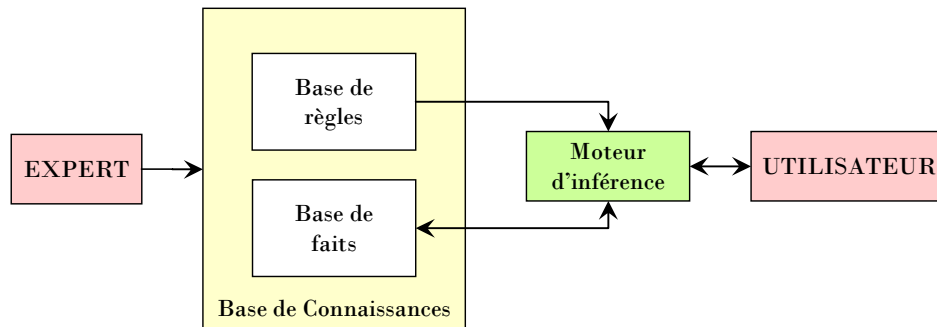 EXPERT
Base de
règles
Base de
faits
Base de Connaissances
Moteur
d'inférence
UTILISATEUR